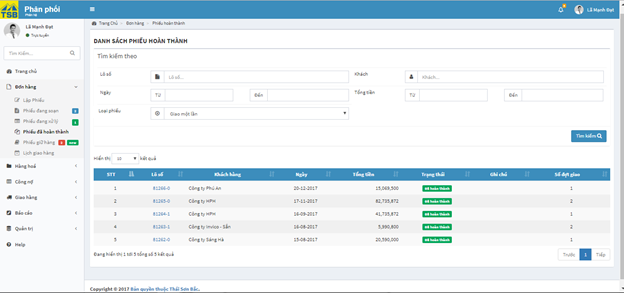 TSB Phân phối
Phân hệ
Lã Mạnh Đạt
Lã Mạnh Đạt
Trực tuyến
Tìm Kiếm...
Trang chủ
Đơn hàng
Lập Phiếu
Phiếu đang soạn
Phiếu đang xử lý
Phiếu đã hoàn thành
Phiếu giữ hàng
Lịch giao hàng
Hàng hoá
Công nợ
Giao hàng
Báo cáo
Quản trị
Help
Trang Chủ > Đơn hàng > Phiếu hoàn thành
DANH SÁCH PHIẾU HOÀN THÀNH
Tìm kiếm theo
Lô số Lô số... Khách Khách...
Ngày Từ Đến Tổng tiền Từ Đến
Loại phiếu Giao một lần
Tìm kiếm
Hiển thị 10 kết quả
STT Lô số Khách hàng Ngày Tổng tiền Trạng thái Ghi chú Số đợt giao
1 81266-0 Công ty Phú An 20-12-2017 15,069,500 Đã hoàn thành 1
2 81265-0 Công ty HPH 17-11-2017 62,735,872 Đã hoàn thành 2
3 81264-1 Công ty HPH 16-09-2017 41,735,872 Đã hoàn thành 1
4 81263-1 Công ty Invico - Sơn 16-08-2017 5,990,800 Đã hoàn thành 2
5 81262-0 Công ty Sáng Hà 15-08-2017 20,590,000 Đã hoàn thành 1
Đang hiển thị 1 tới 5 tổng số 5 kết quả
Trước 1 Tiếp
Copyright © 2017 Bản quyền thuộc Thái Sơn Bắc.